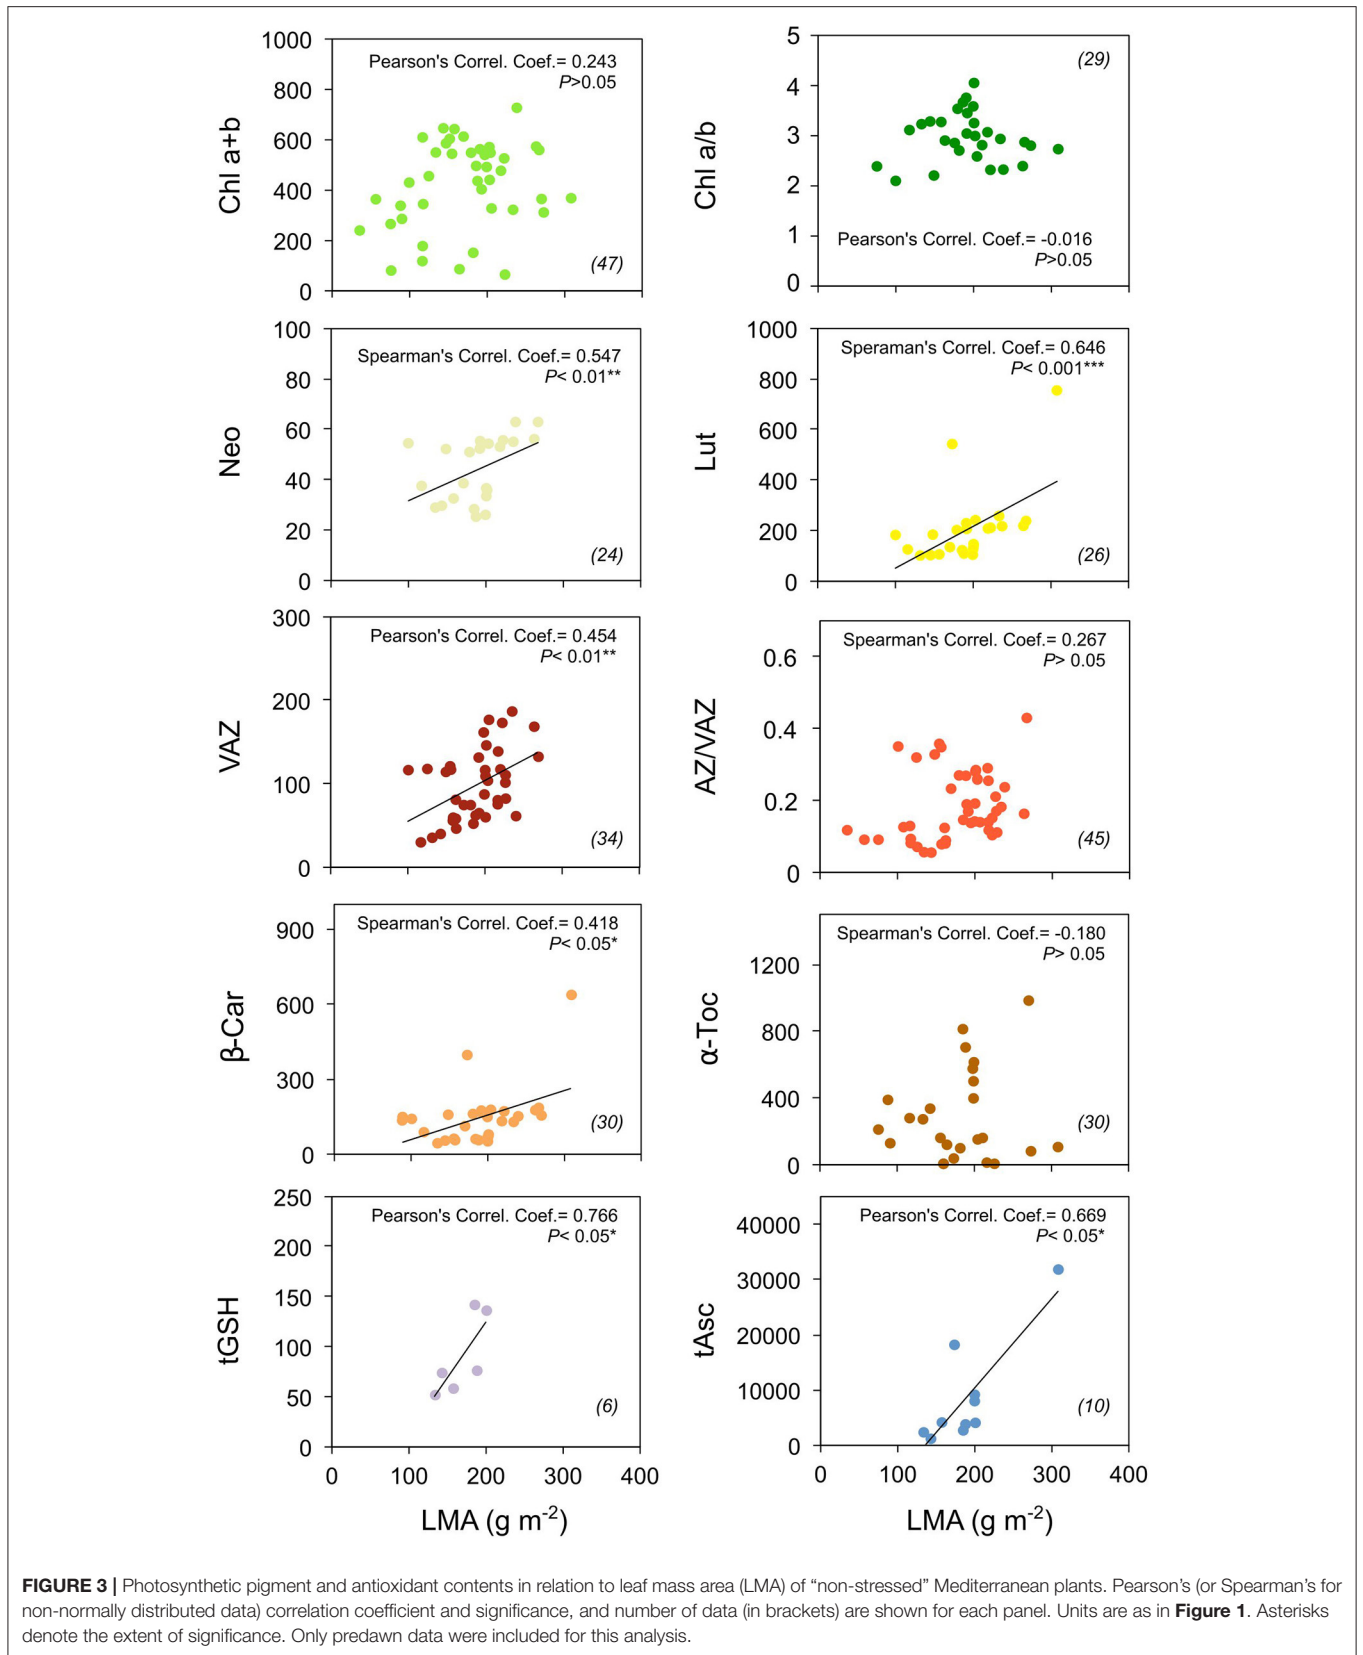 1000
800
600
400
200
0
Chl a+b
Pearson's Correl. Coef.= 0.243
P>0.05
(47)
5
4
3
2
1
0
Chl a/b
(29)
Pearson's Correl. Coef.= -0.016
P>0.05
100
80
60
40
20
0
Neo
Spearman's Correl. Coef.= 0.547
P< 0.01**
(24)
1000
800
600
400
200
0
Lut
Speraman's Correl. Coef.= 0.646
P< 0.001***
(26)
300
200
100
0
VAZ
Pearson's Correl. Coef.= 0.454
P< 0.01**
(34)
0.6
0.4
0.2
0
AZ/VAZ
Spearman's Correl. Coef.= 0.267
P> 0.05
(45)
900
600
300
0
β-Car
Spearman's Correl. Coef.= 0.418
P< 0.05*
(30)
1200
800
400
0
α-Toc
Spearman's Correl. Coef.= -0.180
P> 0.05
(30)
250
200
150
100
50
0
tGSH
Pearson's Correl. Coef.= 0.766
P< 0.05*
(6)
0 100 200 300 400
LMA (g m-2)
40000
30000
20000
10000
0
tAsc
Pearson's Correl. Coef.= 0.669
P< 0.05*
(10)
0 100 200 300 400
LMA (g m-2)
FIGURE 3 | Photosynthetic pigment and antioxidant contents in relation to leaf mass area (LMA) of “non-stressed” Mediterranean plants. Pearson’s (or Spearman’s for
non-normally distributed data) correlation coefficient and significance, and number of data (in brackets) are shown for each panel. Units are as in Figure 1. Asterisks
denote the extent of significance. Only predawn data were included for this analysis.